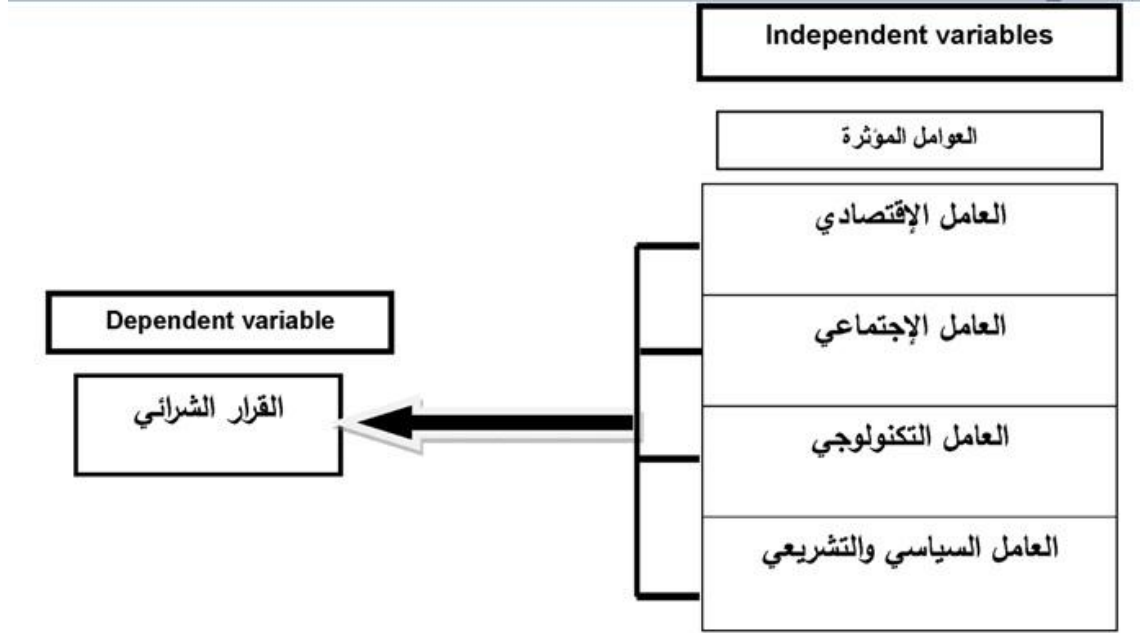 Independent variables
العوامل المؤثرة
العامل الإقتصادي
العامل الإجتماعي
العامل التكنولوجي
العامل السياسي والتشريعي
Dependent variable
القرار الشرائي